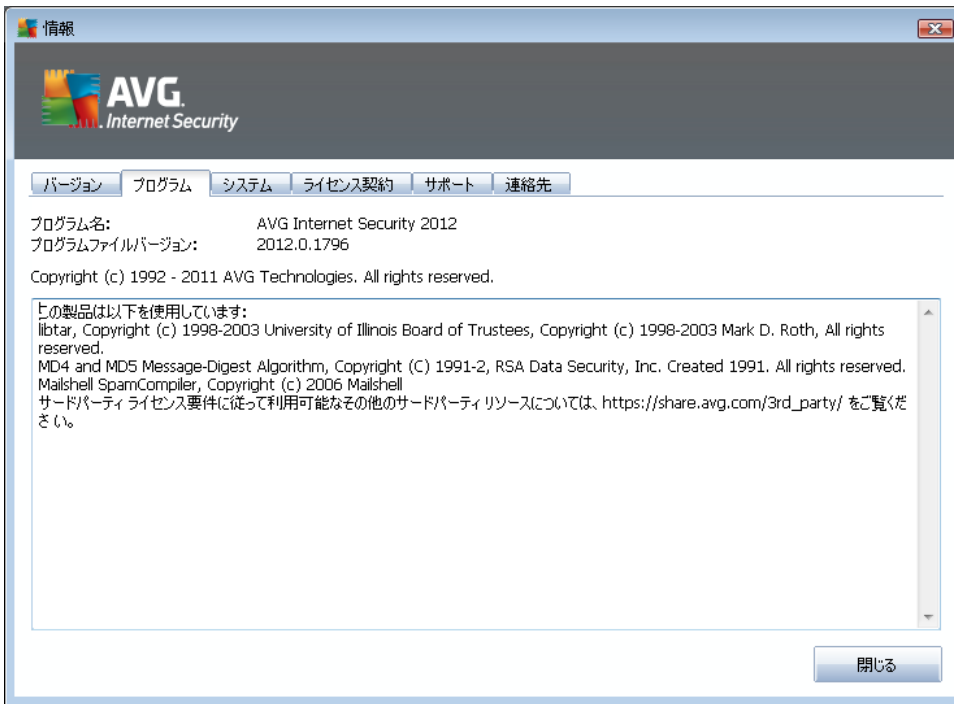 情報
AVG.
Internet Security
バージョン プログラム システム ライセンス契約 サポート 連絡先
プログラム名: AVG Internet Security 2012
プログラムファイルバージョン: 2012.0.1796
Copyright (c) 1992 - 2011 AVG Technologies. All rights reserved.
この製品は以下を使用しています:
libtar, Copyright (c) 1998-2003 University of Illinois Board of Trustees, Copyright (c) 1998-2003 Mark D. Roth, All rights
reserved.
MD4 and MD5 Message-Digest Algorithm, Copyright (C) 1991-2, RSA Data Security, Inc. Created 1991. All rights reserved.
Mailshell SpamCompiler, Copyright (c) 2006 Mailshell
サードパーティ ライセンス要件に従って利用可能なその他のサードパーティ リソースについては、https://share.avg.com/3rd_party/ をご覧くだ
さい。
閉じる